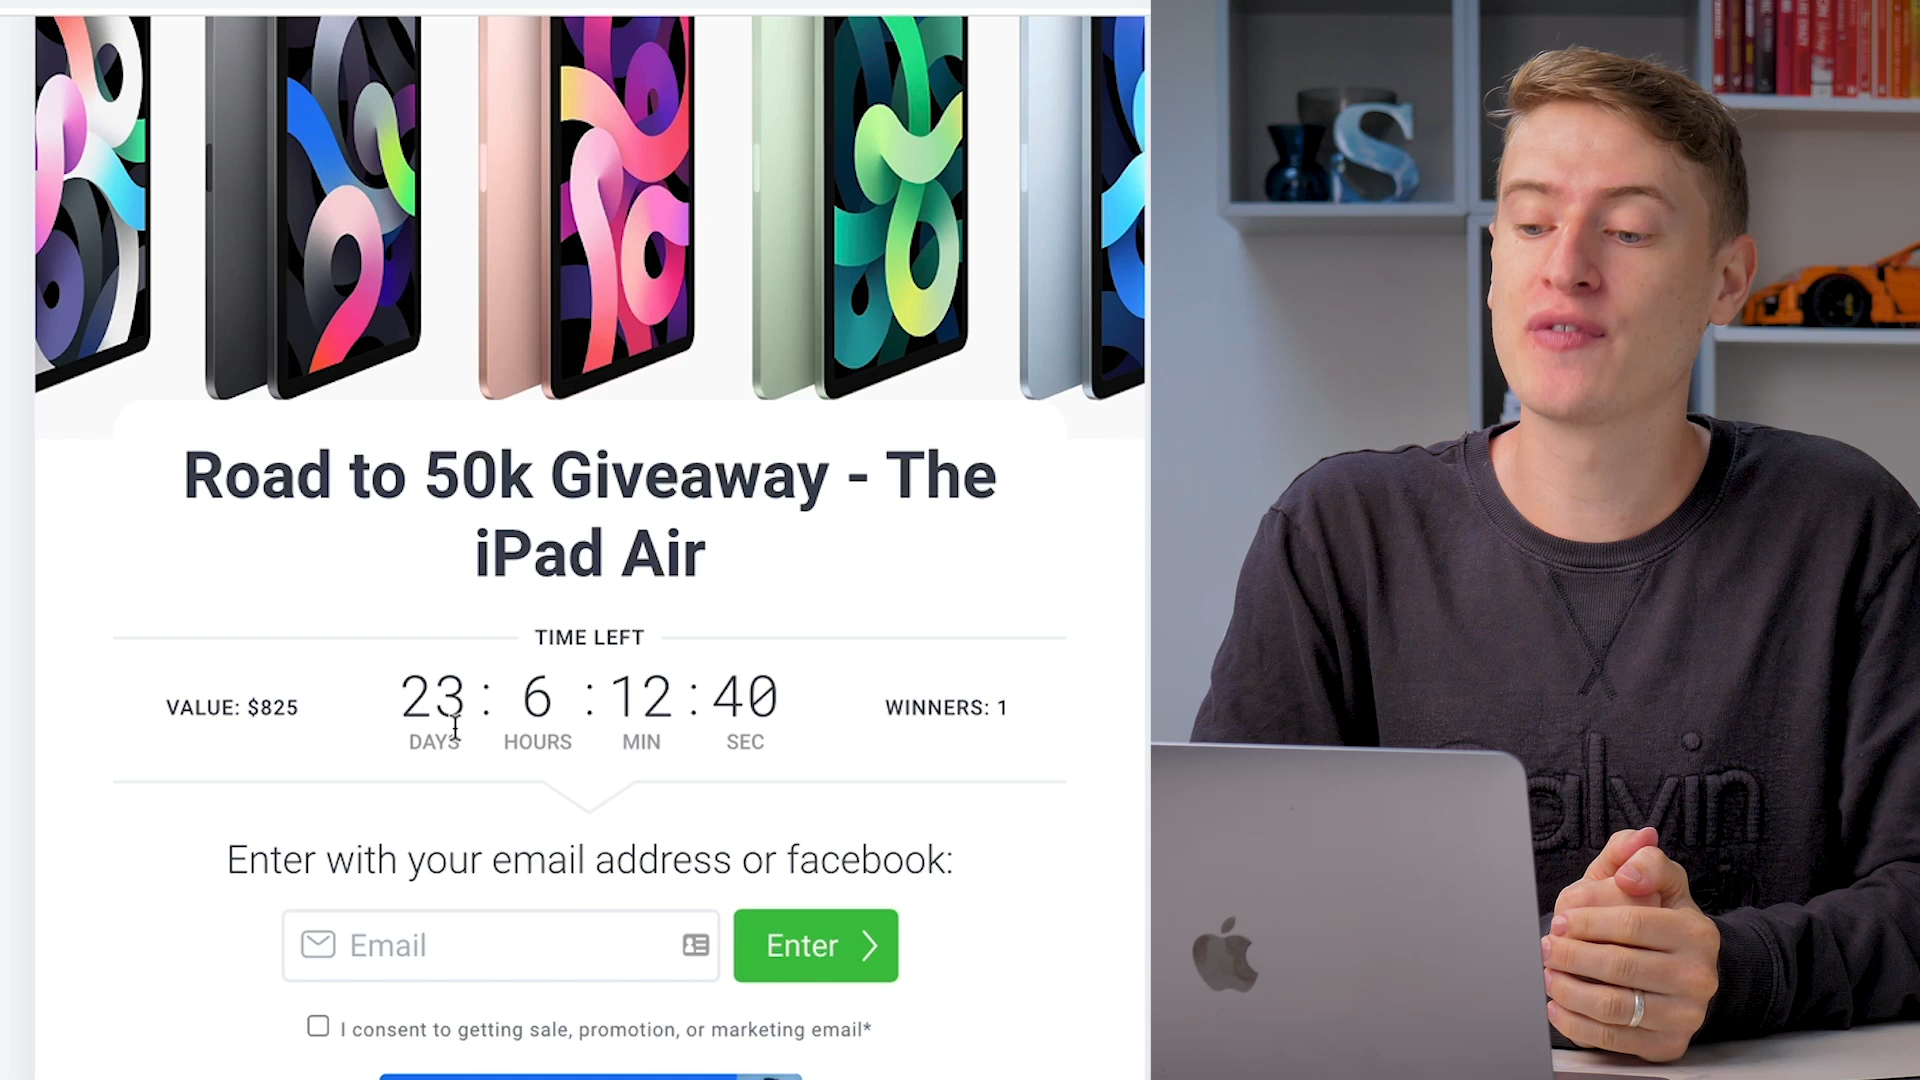 Road to 50k Giveaway - The
iPad Air
TIME LEFT
VALUE: $825
23 : 6 : 12 : 40
DAYS HOURS MIN SEC
WINNERS: 1
Enter with your email address or facebook:
Email
Enter
I consent to getting sale, promotion, or marketing email*
S
alvin